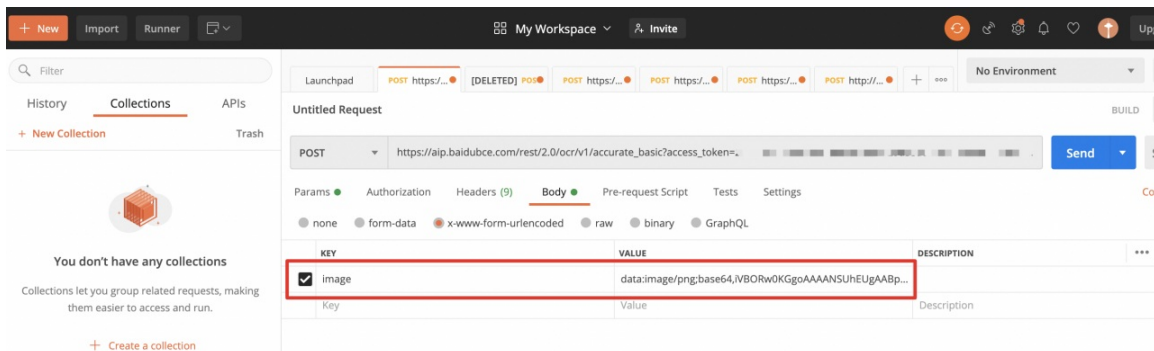 + New Import Runner My Workspace Invite
Filter
History Collections APIs
+ New Collection Trash
You don't have any collections
Collections let you group related requests, making
them easier to access and run.
+ Create a collection
Launchpad POST https:/... [DELETED] POS POST https:/... POST https:/... POST https:/... POST http://... + No Environment
Untitled Request BUILD
POST https://aip.baidubce.com/rest/2.0/ocr/v1/accurate_basic?access_token= Send
Params Authorization Headers (9) Body Pre-request Script Tests Settings
none form-data x-www-form-urlencoded raw binary GraphQL
KEY VALUE DESCRIPTION
image data:image/png;base64,iVBORw0KGgoAAAANSUhEUgAABp...
Key Value Description